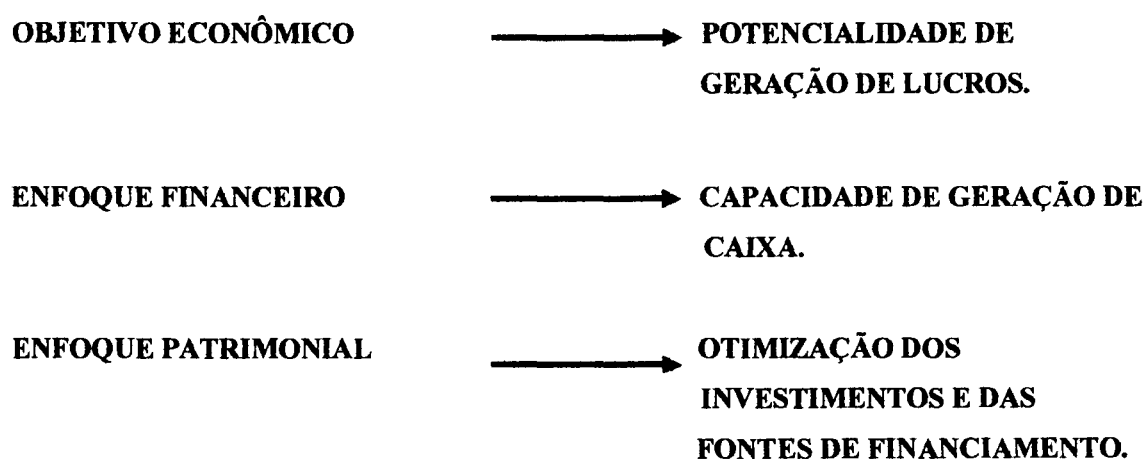 OBJETIVO ECONÔMICO
POTENCIALIDADE DE
GERAÇÃO DE LUCROS.
ENFOQUE FINANCEIRO
CAPACIDADE DE GERAÇÃO DE
CAIXA.
ENFOQUE PATRIMONIAL
OTIMIZAÇÃO DOS
INVESTIMENTOS E DAS
FONTES DE FINANCIAMENTO.